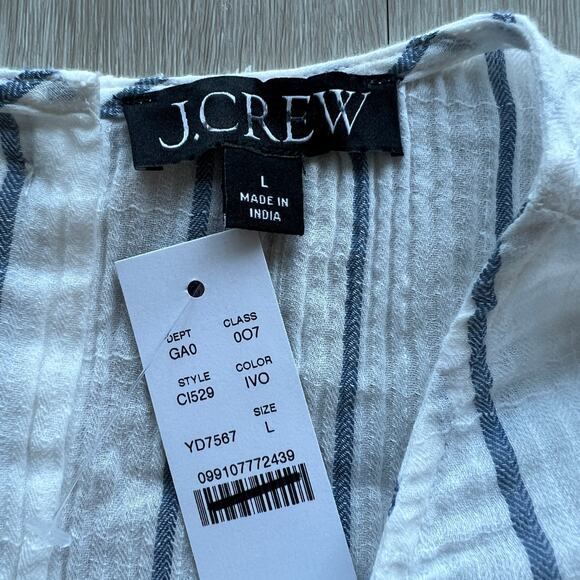 J.CREW
L
MADE IN
INDIA
DEPT CLASS
GA0 007
STYLE COLOR
CI529 IVO
SIZE
YD7567 L
099107772439